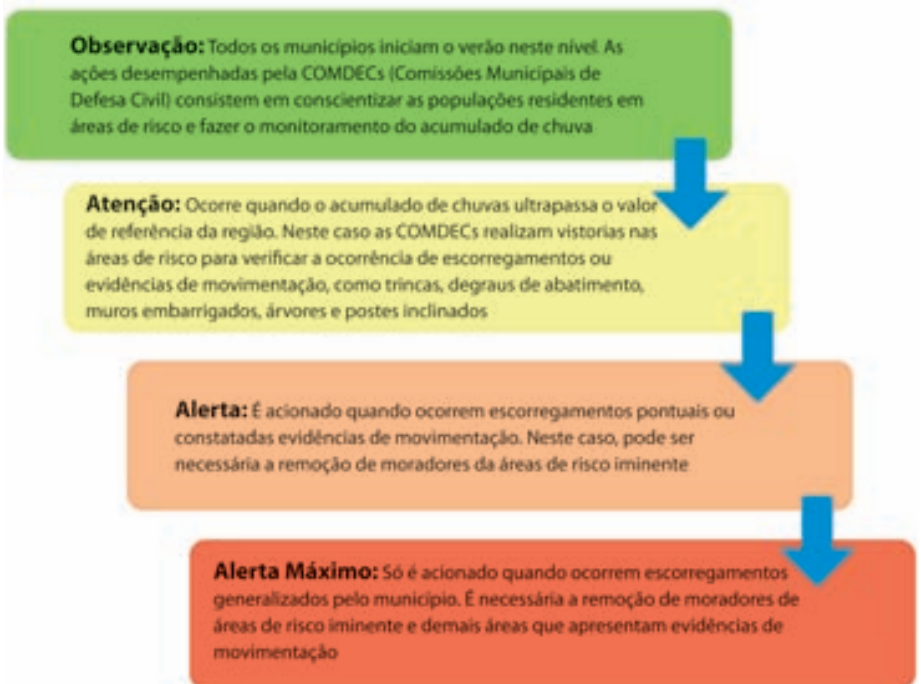 Observação: Todos os municípios iniciam o verão neste nível. As
ações desempenhadas pela COMDECs (Comissões Municipais de
Defesa Civil) consistem em conscientizar as populações residentes em
áreas de risco e fazer o monitoramento do acumulado de chuva
Atenção: Ocorre quando o acumulado de chuvas ultrapassa o valor
de referência da região. Neste caso as COMDECs realizam vistorias nas
áreas de risco para verificar a ocorrência de escorregamentos ou
evidências de movimentação, como trincas, degraus de abatimento,
muros embarrigados, árvores e postes inclinados
Alerta: É acionado quando ocorrem escorregamentos pontuais ou
constatadas evidências de movimentação. Neste caso, pode ser
necessária a remoção de moradores da áreas de risco iminente
Alerta Máximo: Só é acionado quando ocorrem escorregamentos
generalizados pelo município. É necessária a remoção de moradores de
áreas de risco iminente e demais áreas que apresentam evidências de
movimentação